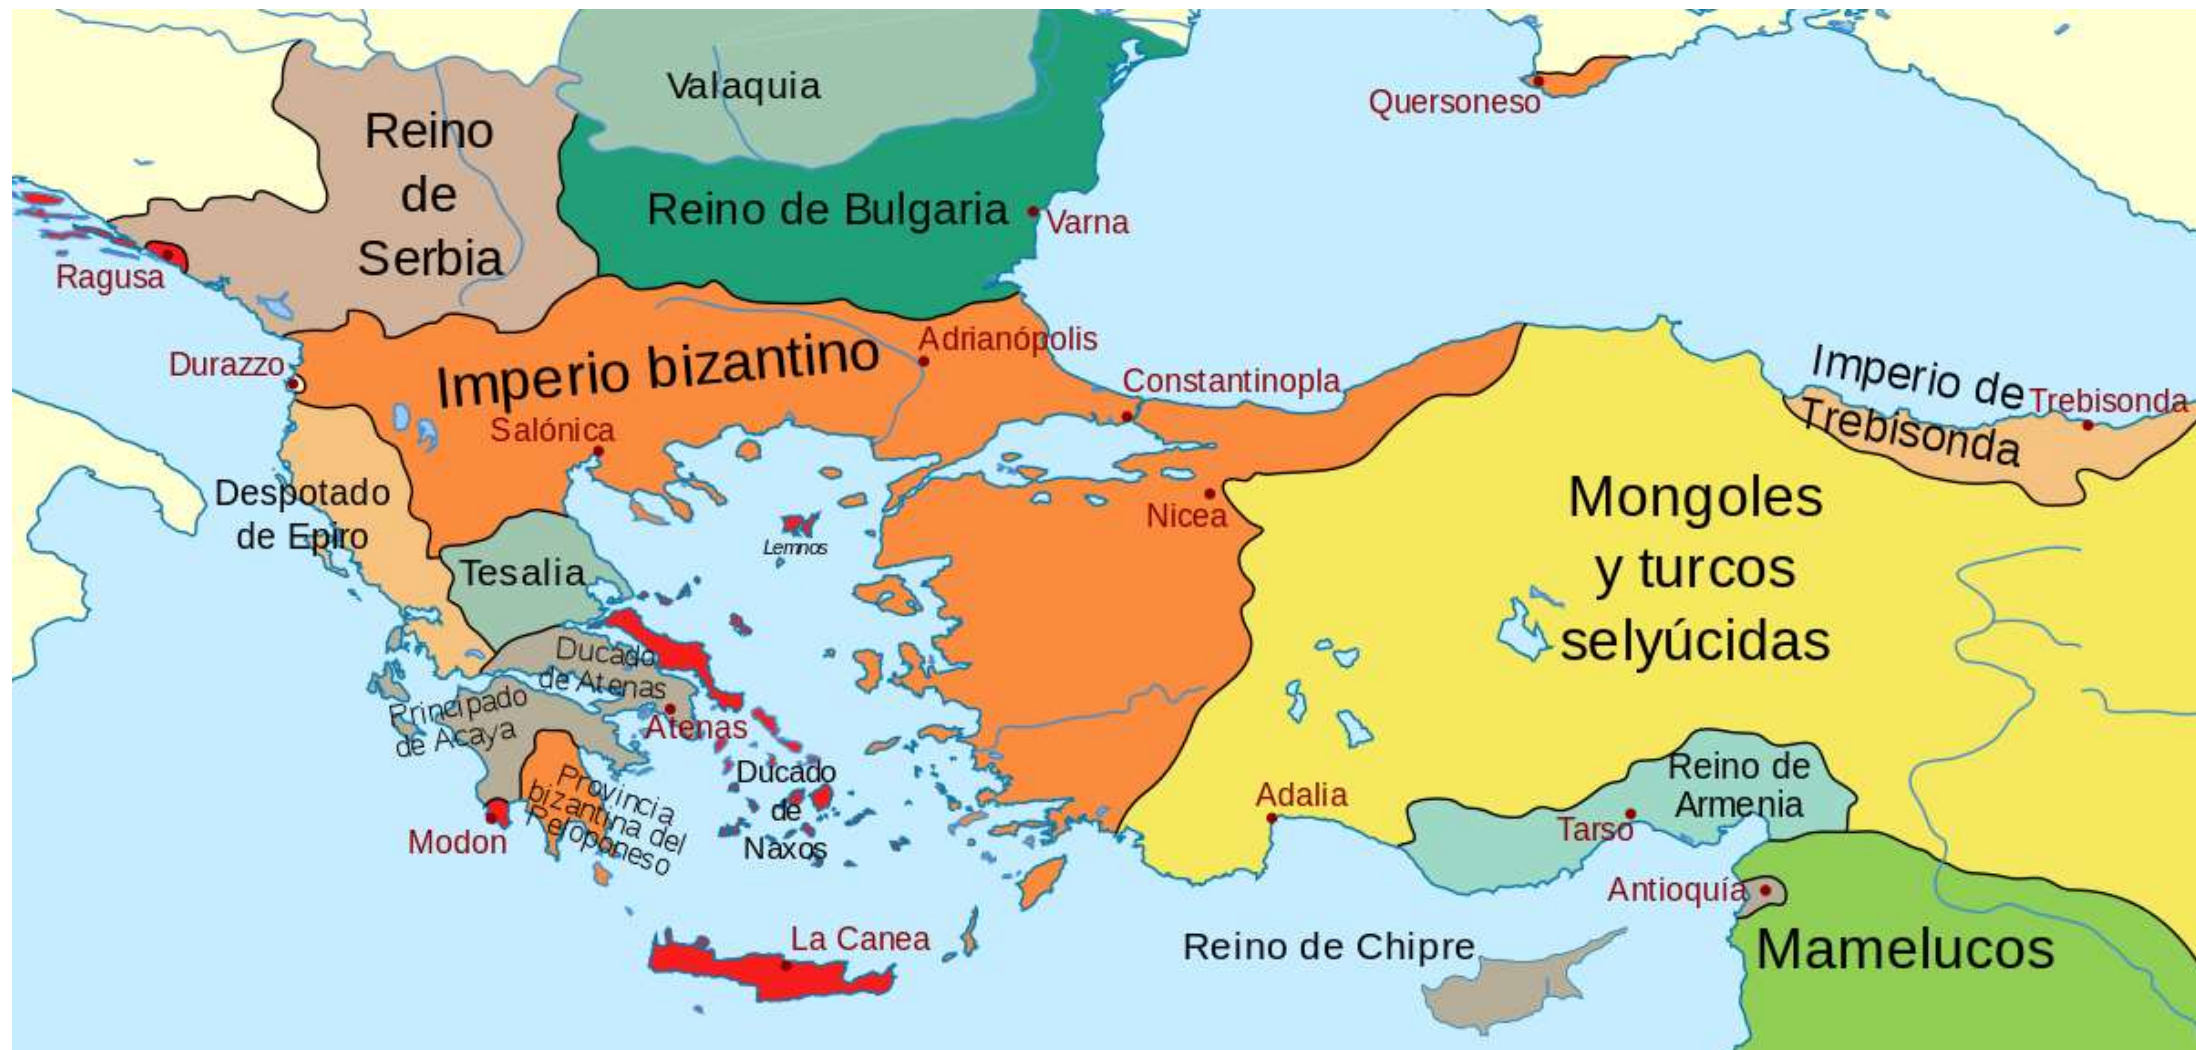 Valaquia
Quersoneso
Reino
de
Serbia
Reino de Bulgaria
Varna
Ragusa
Adrianópolis
Imperio bizantino
Durazzo
Constantinopla
Imperio de
Trebisonda
Trebisonda
Salónica
Despotado
de Epiro
Nicea
Mongoles
y turcos
selyúcidas
Lemnos
Tesalia
Ducado
de Atenas
Principado
de Acaya
Atenas
Provincia
bizantina del
Peloponeso
Ducado
de
Naxos
Modon
Adalia
Reino de
Armenia
Tarso
Antioquía
La Canea
Reino de Chipre
Mamelucos